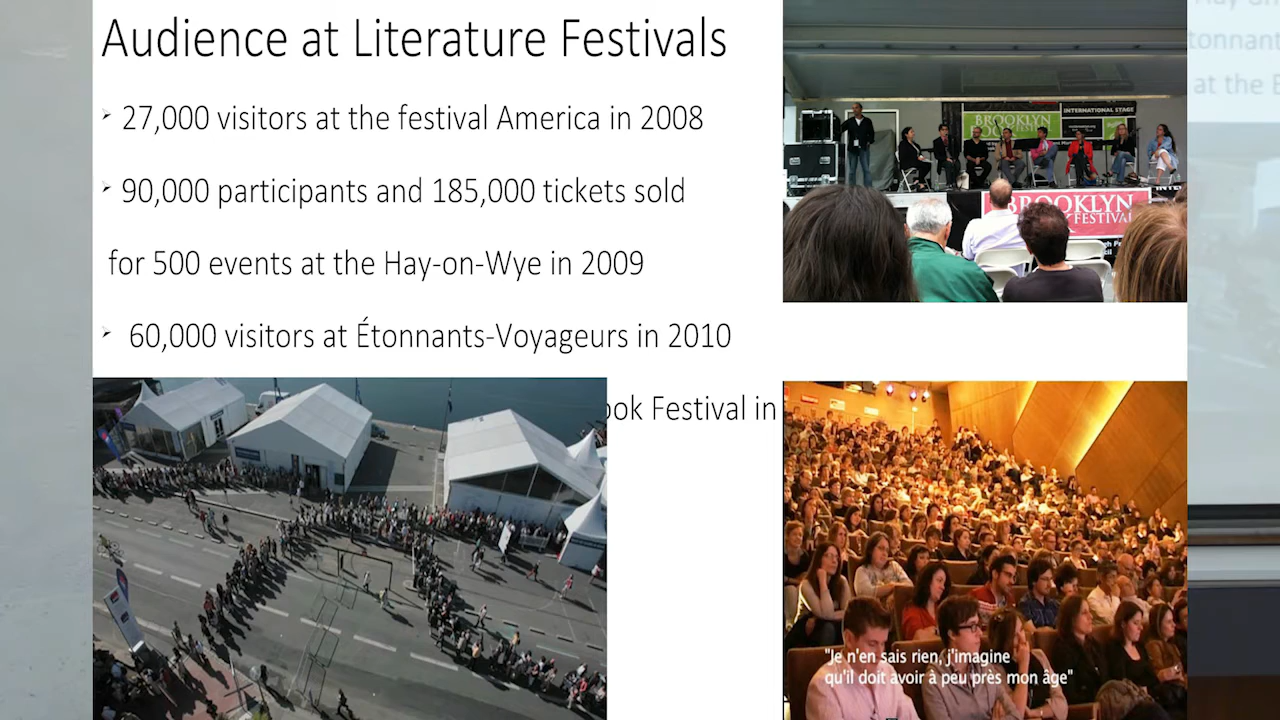 Audience at Literature Festivals
27,000 visitors at the festival America in 2008
90,000 participants and 185,000 tickets sold
for 500 events at the Hay-on-Wye in 2009
60,000 visitors at Étonnants-Voyageurs in 2010
ook Festival in
BROOKLYN
INTERNATIONAL STAGE
BROOKLYN
FESTIVAL
"Je n'en sais rien, j'imagine
qu'il doit avoir à peu près mon âge"
tonnant
at the